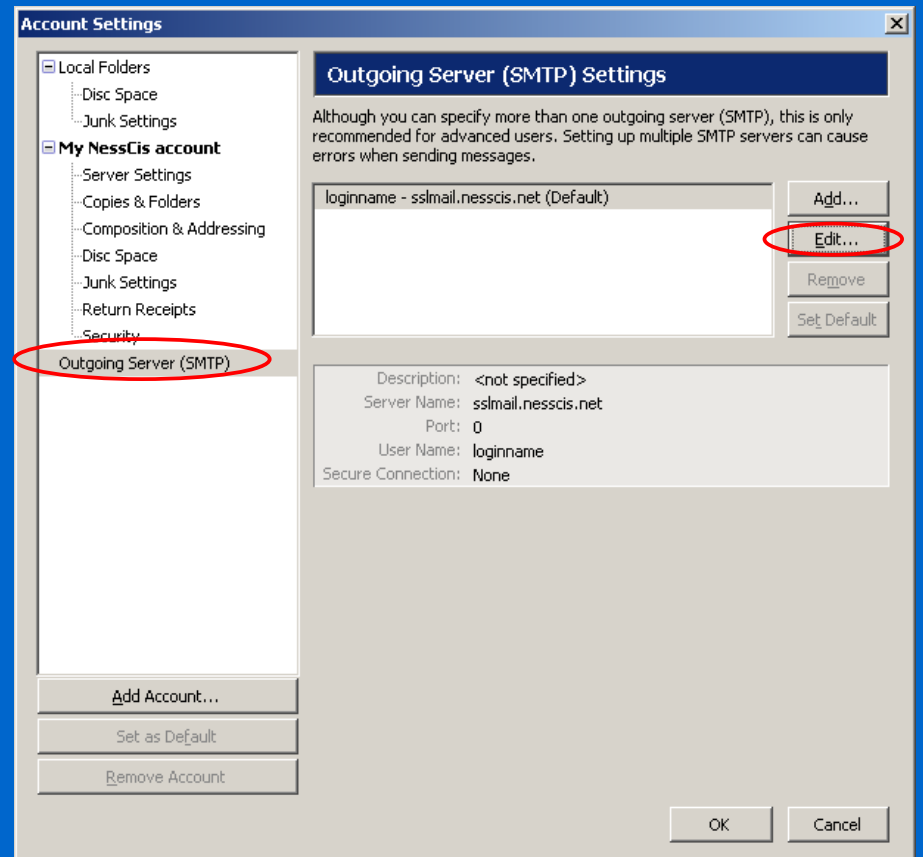 Account Settings
Local Folders
Disc Space
Junk Settings
My NessCis account
Server Settings
Copies & Folders
Composition & Addressing
Disc Space
Junk Settings
Return Receipts
Security
Outgoing Server (SMTP)
Add Account...
Set as Default
Remove Account
Outgoing Server (SMTP) Settings
Although you can specify more than one outgoing server (SMTP), this is only
recommended for advanced users. Setting up multiple SMTP servers can cause
errors when sending messages.
loginname - sslmail.nesscis.net (Default)
Add...
Edit...
Remove
Set Default
Description: <not specified>
Server Name: sslmail.nesscis.net
Port: 0
User Name: loginname
Secure Connection: None
OK
Cancel